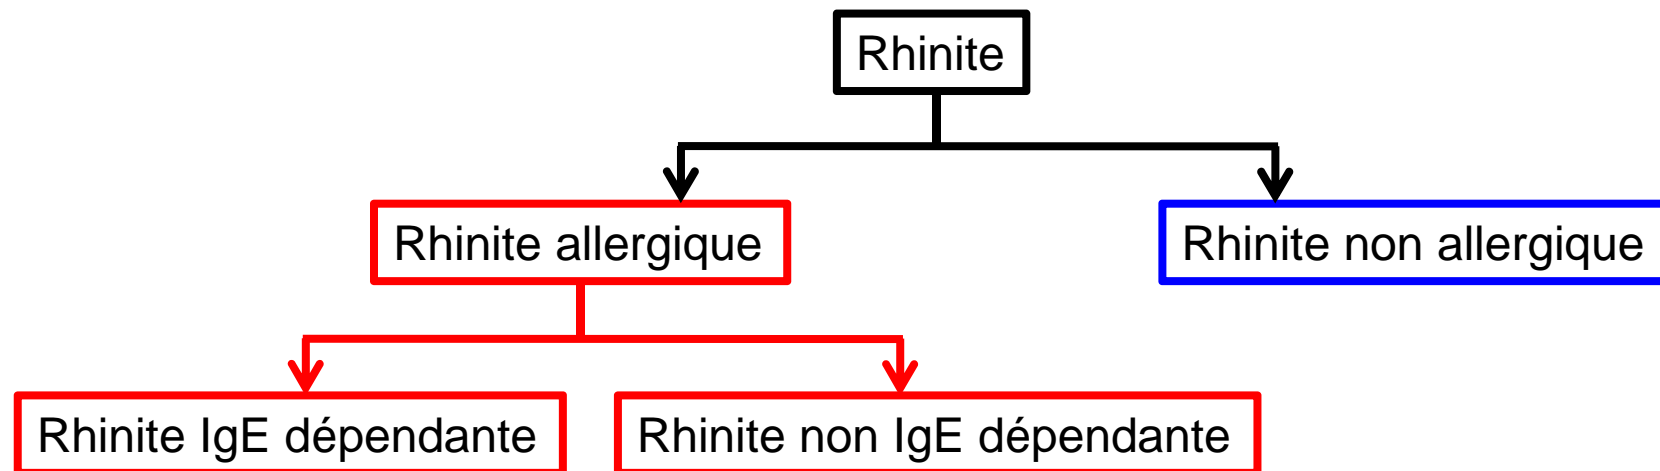 Rhinite
Rhinite allergique
Rhinite non allergique
Rhinite IgE dépendante
Rhinite non IgE dépendante